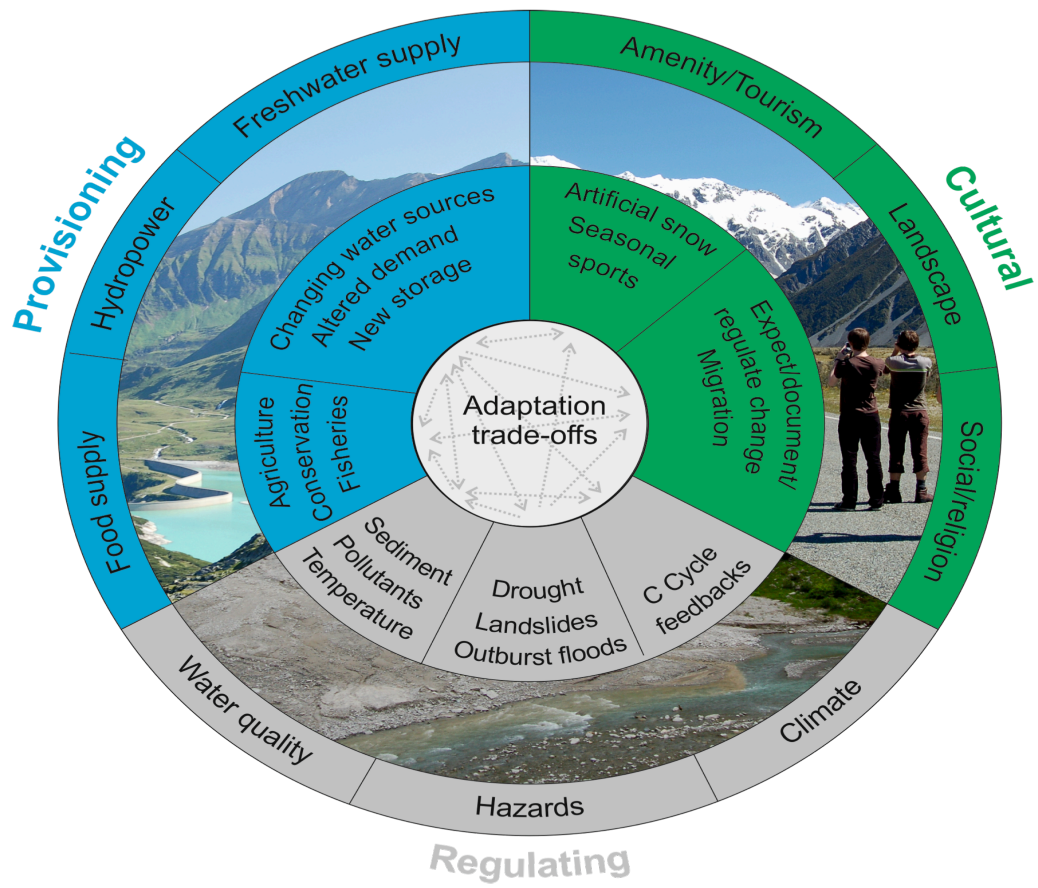 Provisioning
Cultural
Regulating
Freshwater supply
Hydropower
Food supply
Amenity/Tourism
Landscape
Social/religion
Water quality
Hazards
Climate
Changing water sources
Altered demand
New storage
Agriculture
Conservation
Fisheries
Artificial snow
Seasonal
sports
Expect/document/
regulate change
Migration
Sediment
Pollutants
Temperature
Drought
Landslides
Outburst floods
C Cycle
feedbacks
Adaptation
trade-offs